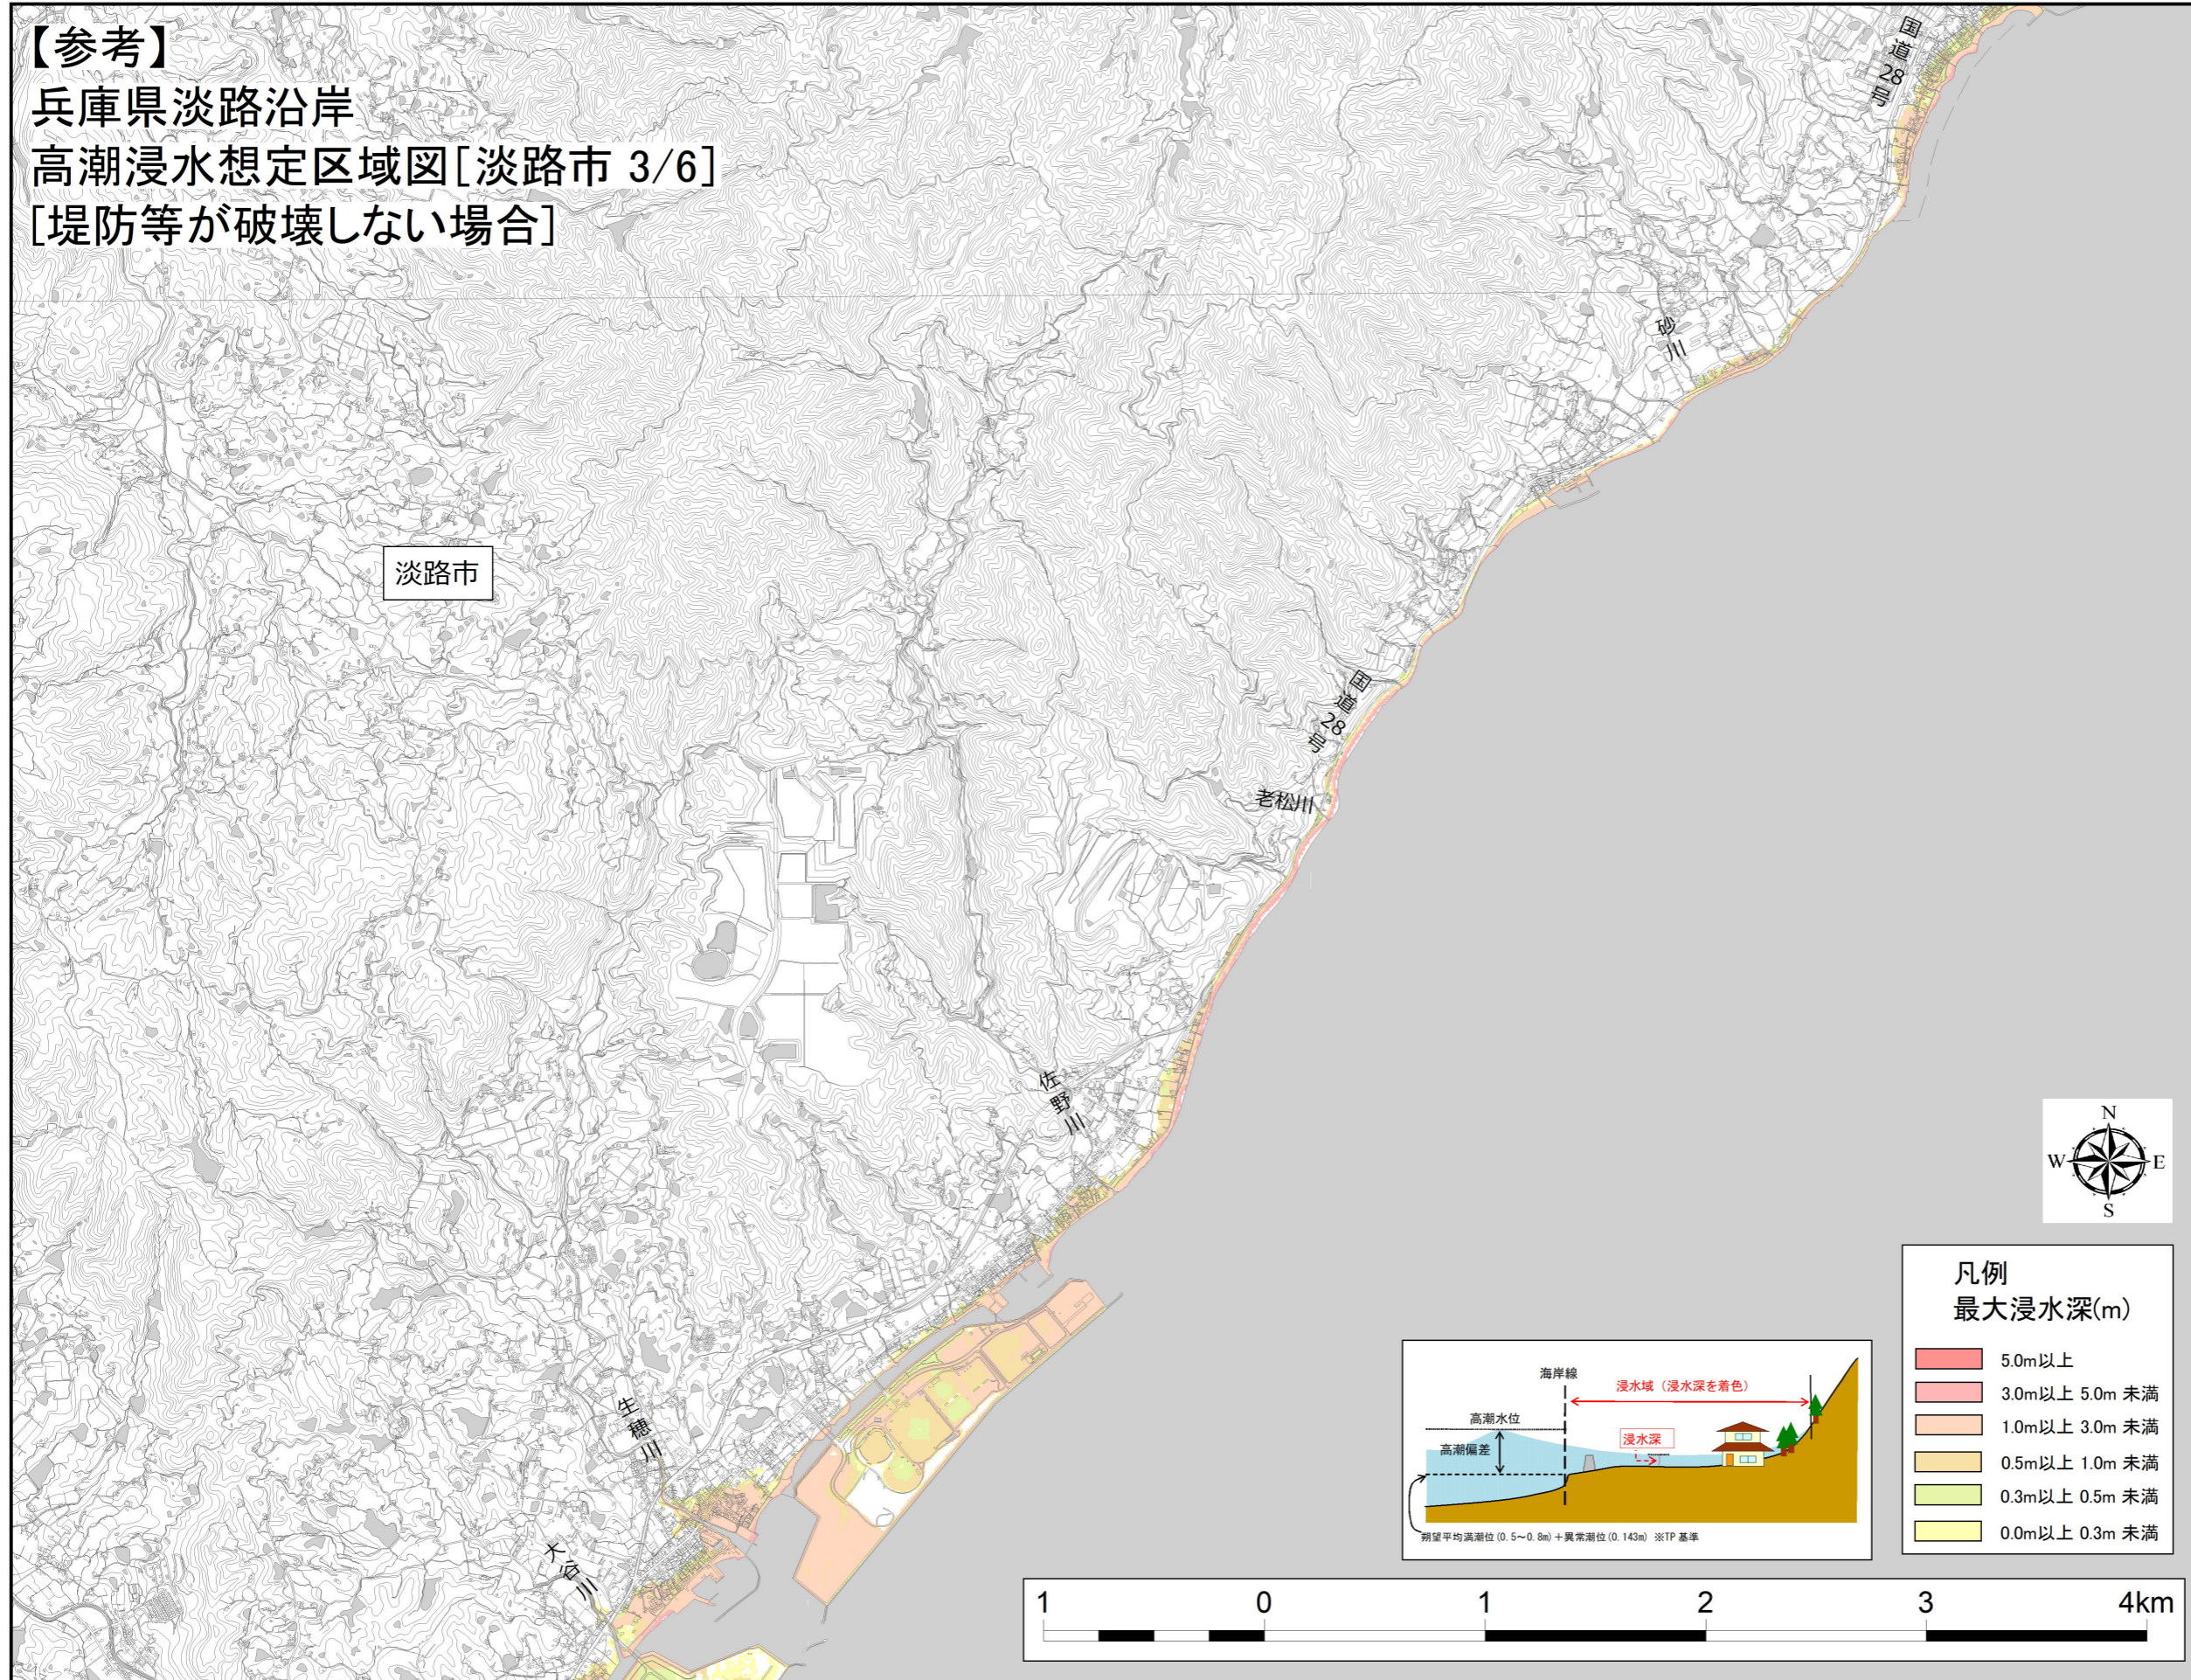 【参考】
兵庫県淡路沿岸
高潮浸水想定区域図[淡路市 3/6]
[堤防等が破壊しない場合]
国道28号
砂川
淡路市
国道28号
老松川
佐野川
生穂川
大谷川
N
W
E
S
凡例
最大浸水深(m)
5.0m以上
3.0m以上 5.0m 未満
1.0m以上 3.0m 未満
0.5m以上 1.0m 未満
0.3m以上 0.5m 未満
0.0m以上 0.3m 未満
海岸線
浸水域（浸水深を着色）
高潮水位
高潮偏差
浸水深
朔望平均満潮位(0.5～0.8m)＋異常潮位(0.143m) ※TP基準
1 0 1 2 3 4km